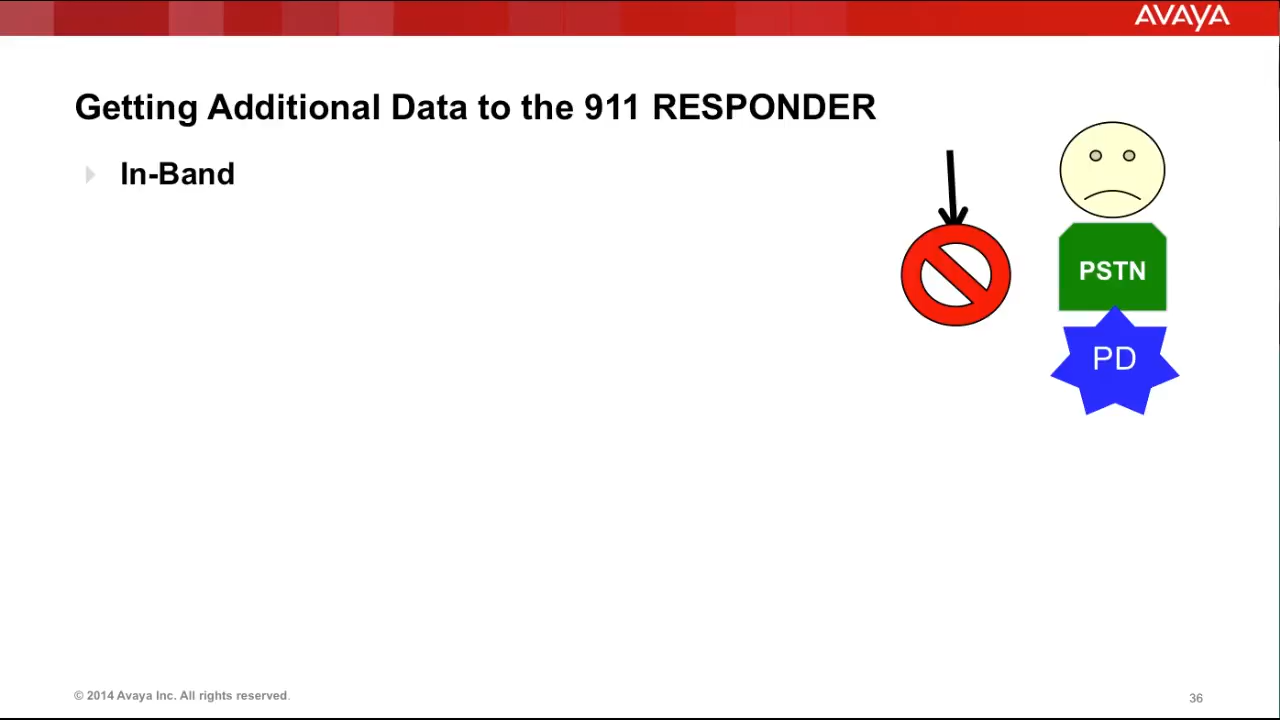 AVAYA
Getting Additional Data to the 911 RESPONDER
In-Band
PSTN
PD
© 2014 Avaya Inc. All rights reserved.
36